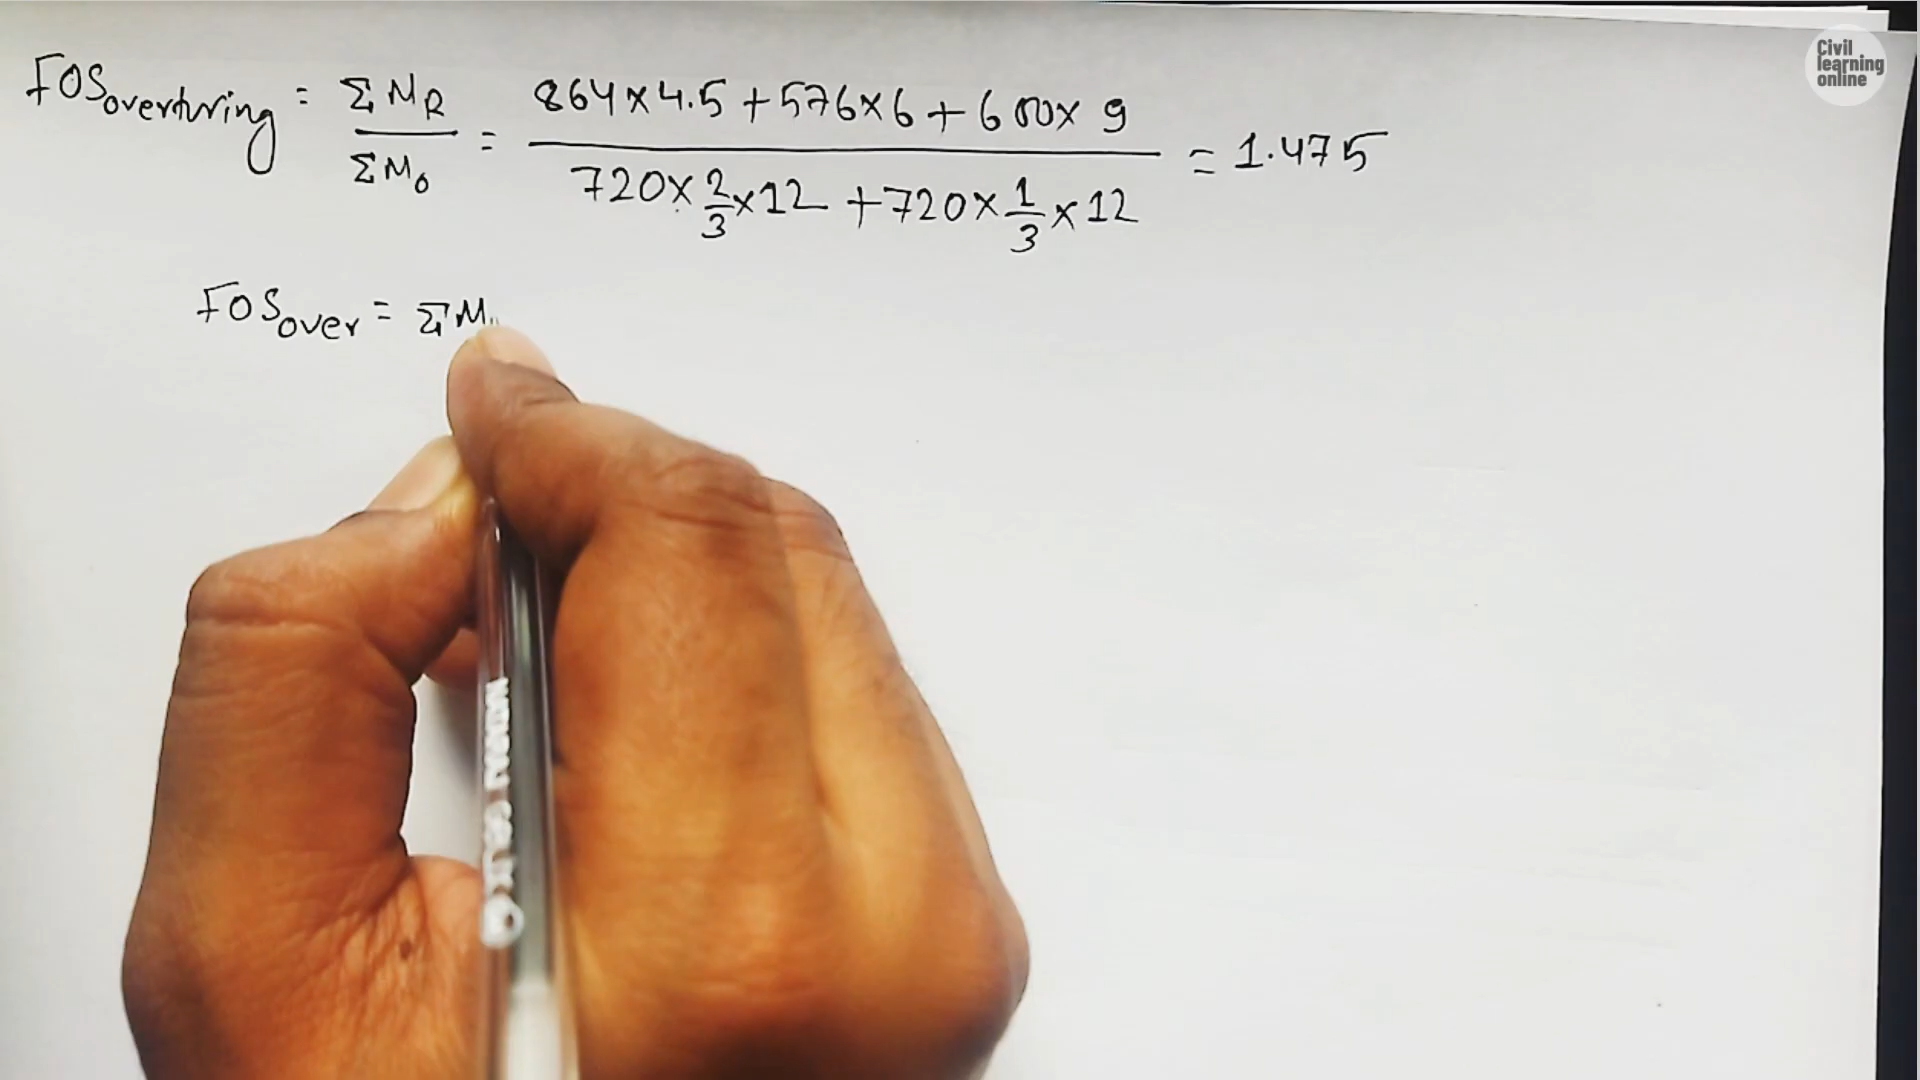 FOSoverturing = ΣMR/ΣMo = (864×4.5+576×6+600×9)/(720×2/3×12+720×1/3×12) = 1.475
FOSover = ΣM
Civil
learning
online